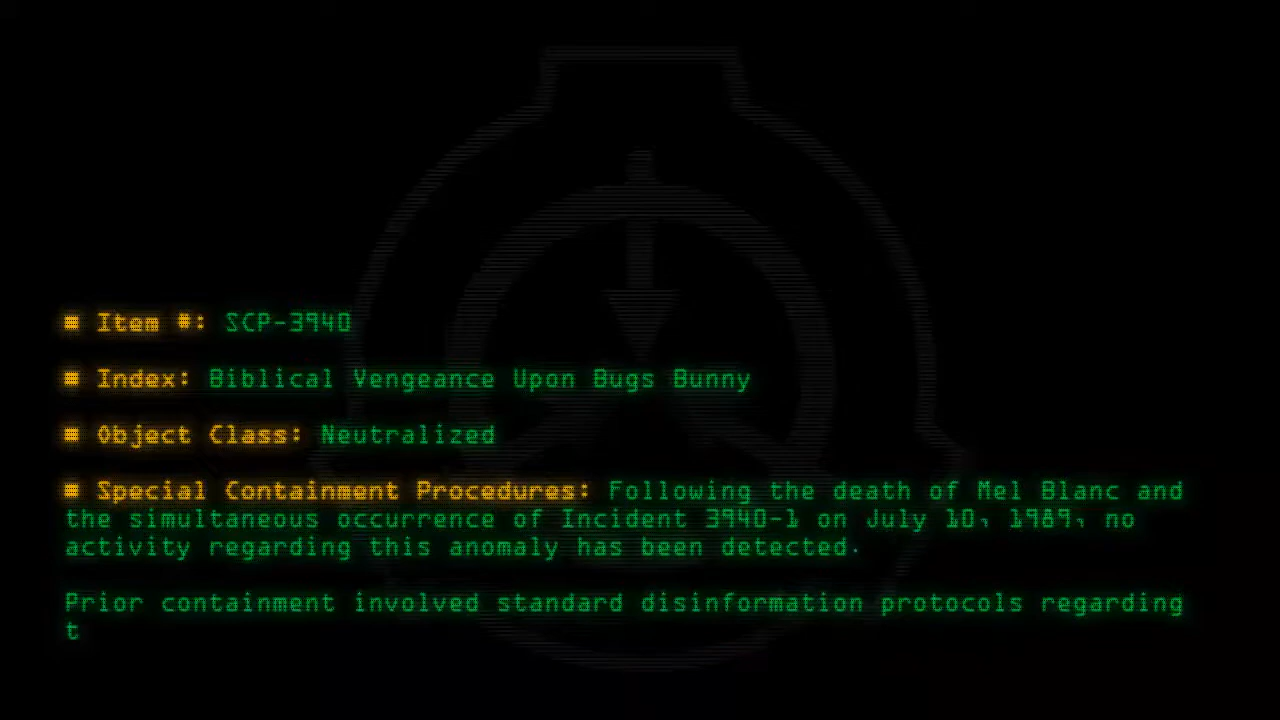 ■ Item #: SCP-3940
■ Index: Biblical Vengeance Upon Bugs Bunny
■ Object Class: Neutralized
■ Special Containment Procedures: Following the death of Mel Blanc and
the simultaneous occurrence of Incident 3940-1 on July 10, 1989, no
activity regarding this anomaly has been detected.
Prior containment involved standard disinformation protocols regarding
t